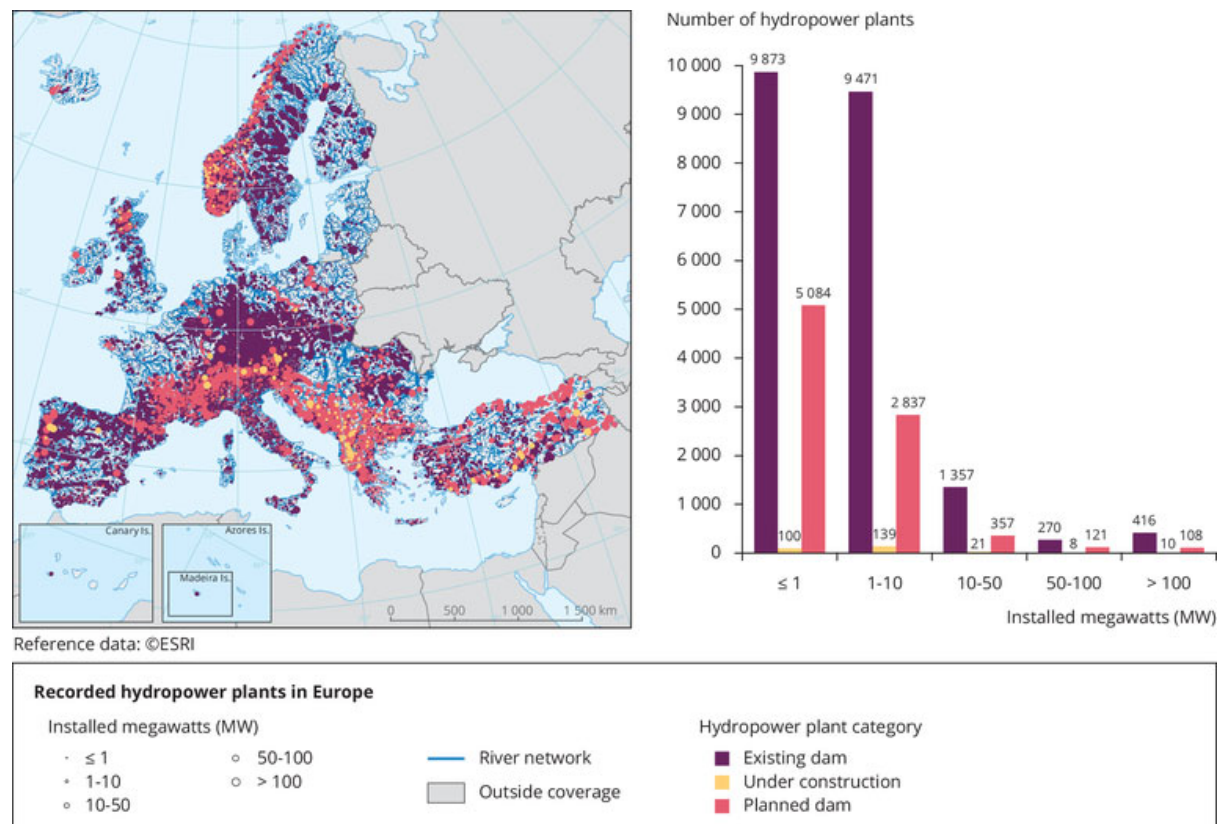 Canary Is.
Azores Is.
Madeira Is.
0 500 1 000 1 500 km
Reference data: ©ESRI
Number of hydropower plants
10 000
9 000
8 000
7 000
6 000
5 000
4 000
3 000
2 000
1 000
0
9 873
100
5 084
9 471
139
2 837
1 357
21
357
270
8
121
416
10
108
≤ 1 1-10 10-50 50-100 > 100
Installed megawatts (MW)
Recorded hydropower plants in Europe
Installed megawatts (MW)
≤ 1
1-10
10-50
50-100
> 100
River network
Outside coverage
Hydropower plant category
Existing dam
Under construction
Planned dam